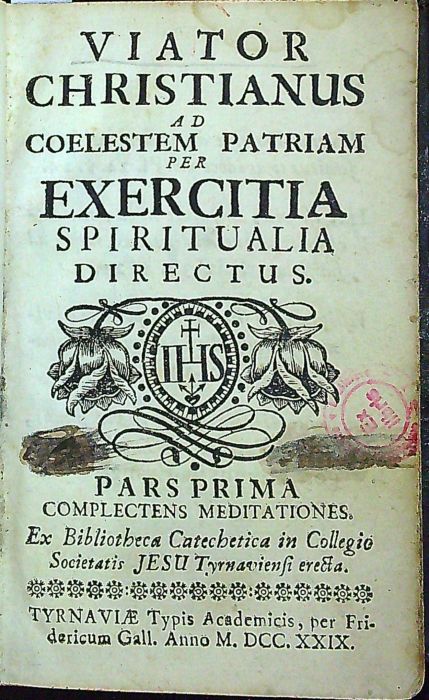 VIATOR
CHRISTIANUS
AD
COELESTEM PATRIAM
PER
EXERCITIA
SPIRITUALIA
DIRECTUS.
IHS
PARS PRIMA
COMPLECTENS MEDITATIONES.
Ex Bibliotheca Catechetica in Collegio
Societatis JESU Tyrnaviensi erecta.
TYRNAVIÆ Typis Academicis, per Fri-
dericum Gall. Anno M. DCC. XXIX.